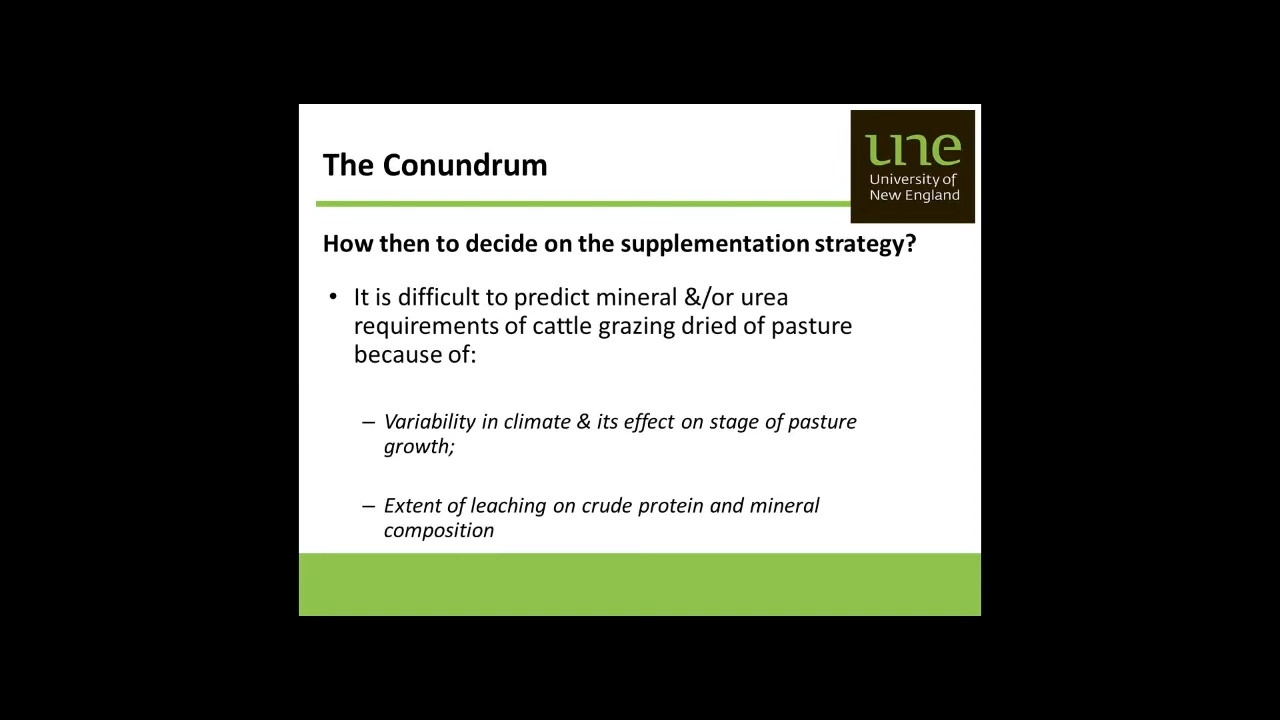 The Conundrum
une
University of
New England
How then to decide on the supplementation strategy?
• It is difficult to predict mineral &/or urea
requirements of cattle grazing dried of pasture
because of:
– Variability in climate & its effect on stage of pasture
growth;
– Extent of leaching on crude protein and mineral
composition